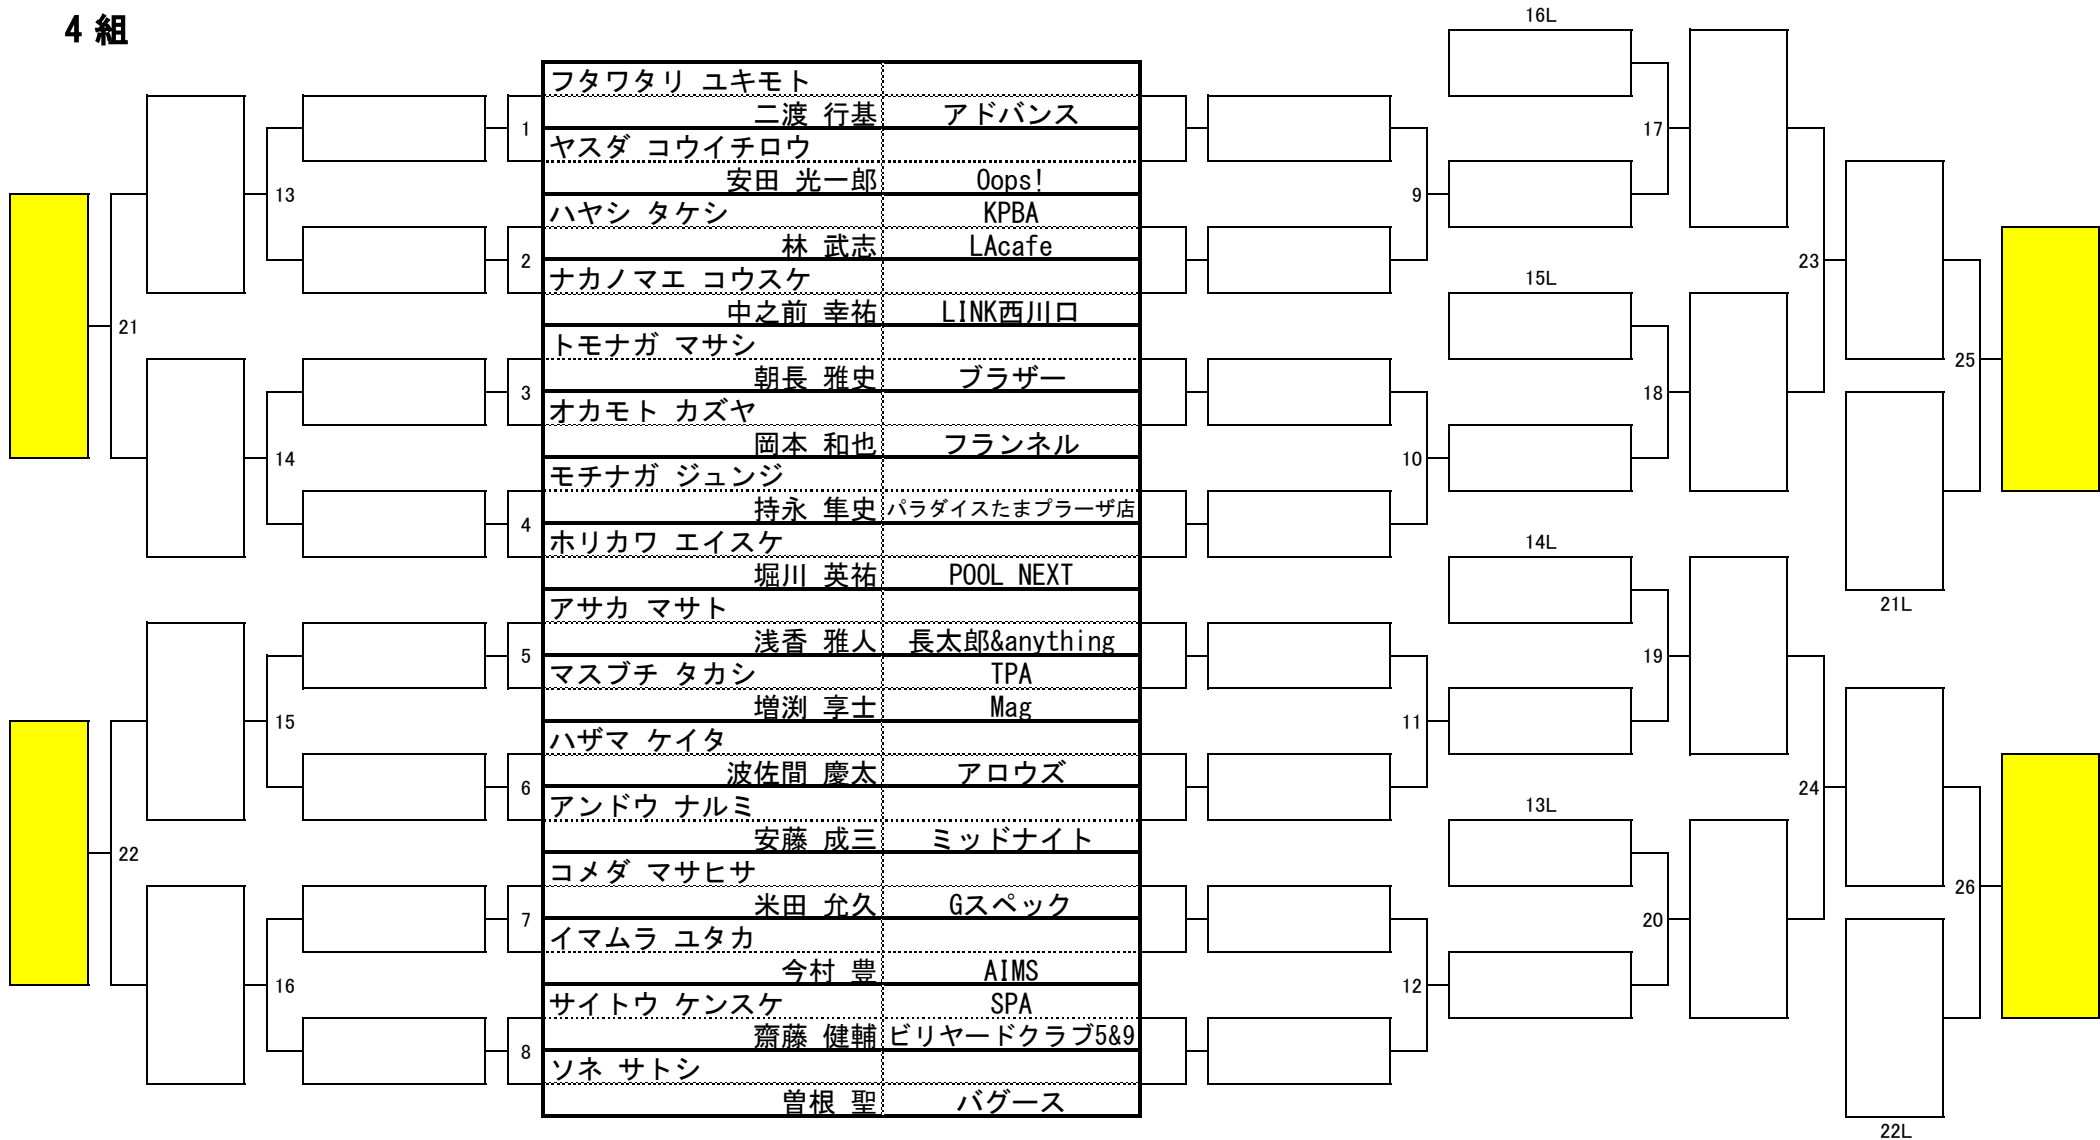 4 組
16L
フタワタリ ユキモト
1
二渡 行基 アドバンス
17
ヤスダ コウイチロウ
安田 光一郎 Oops!
13
9
ハヤシ タケシ KPBA
林 武志 LAcafe
2
23
ナカノマエ コウスケ
15L
中之前 幸祐 LINK西川口
21
トモナガ マサシ
25
朝長 雅史 ブラザー
3
18
オカモト カズヤ
岡本 和也 フランネル
14
10
モチナガ ジュンジ
持永 隼史 パラダイスたまプラーザ店
4
ホリカワ エイスケ
14L
堀川 英祐 POOL NEXT
アサカ マサト
21L
浅香 雅人 長太郎&anything
5
19
マスブチ タカシ TPA
増渕 享士 Mag
15
11
ハザマ ケイタ
波佐間 慶太 アロウズ
6
24
アンドウ ナルミ
13L
安藤 成三 ミッドナイト
22
コメダ マサヒサ
26
米田 允久 Gスペック
7
20
イマムラ ユタカ
今村 豊 AIMS
16
12
サイトウ ケンスケ SPA
齋藤 健輔 ビリヤードクラブ5&9
8
ソネ サトシ
曽根 聖 バグース
22L